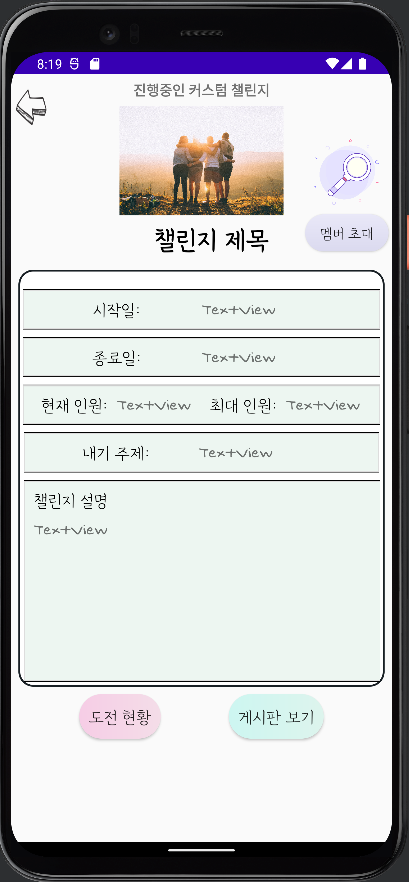 8:19
진행중인 커스텀 챌린지
챌린지 제목
멤버 초대
시작일: TextView
종료일: TextView
현재 인원: TextView 최대 인원: TextView
내기 주제: TextView
챌린지 설명
TextView
도전 현황 게시판 보기